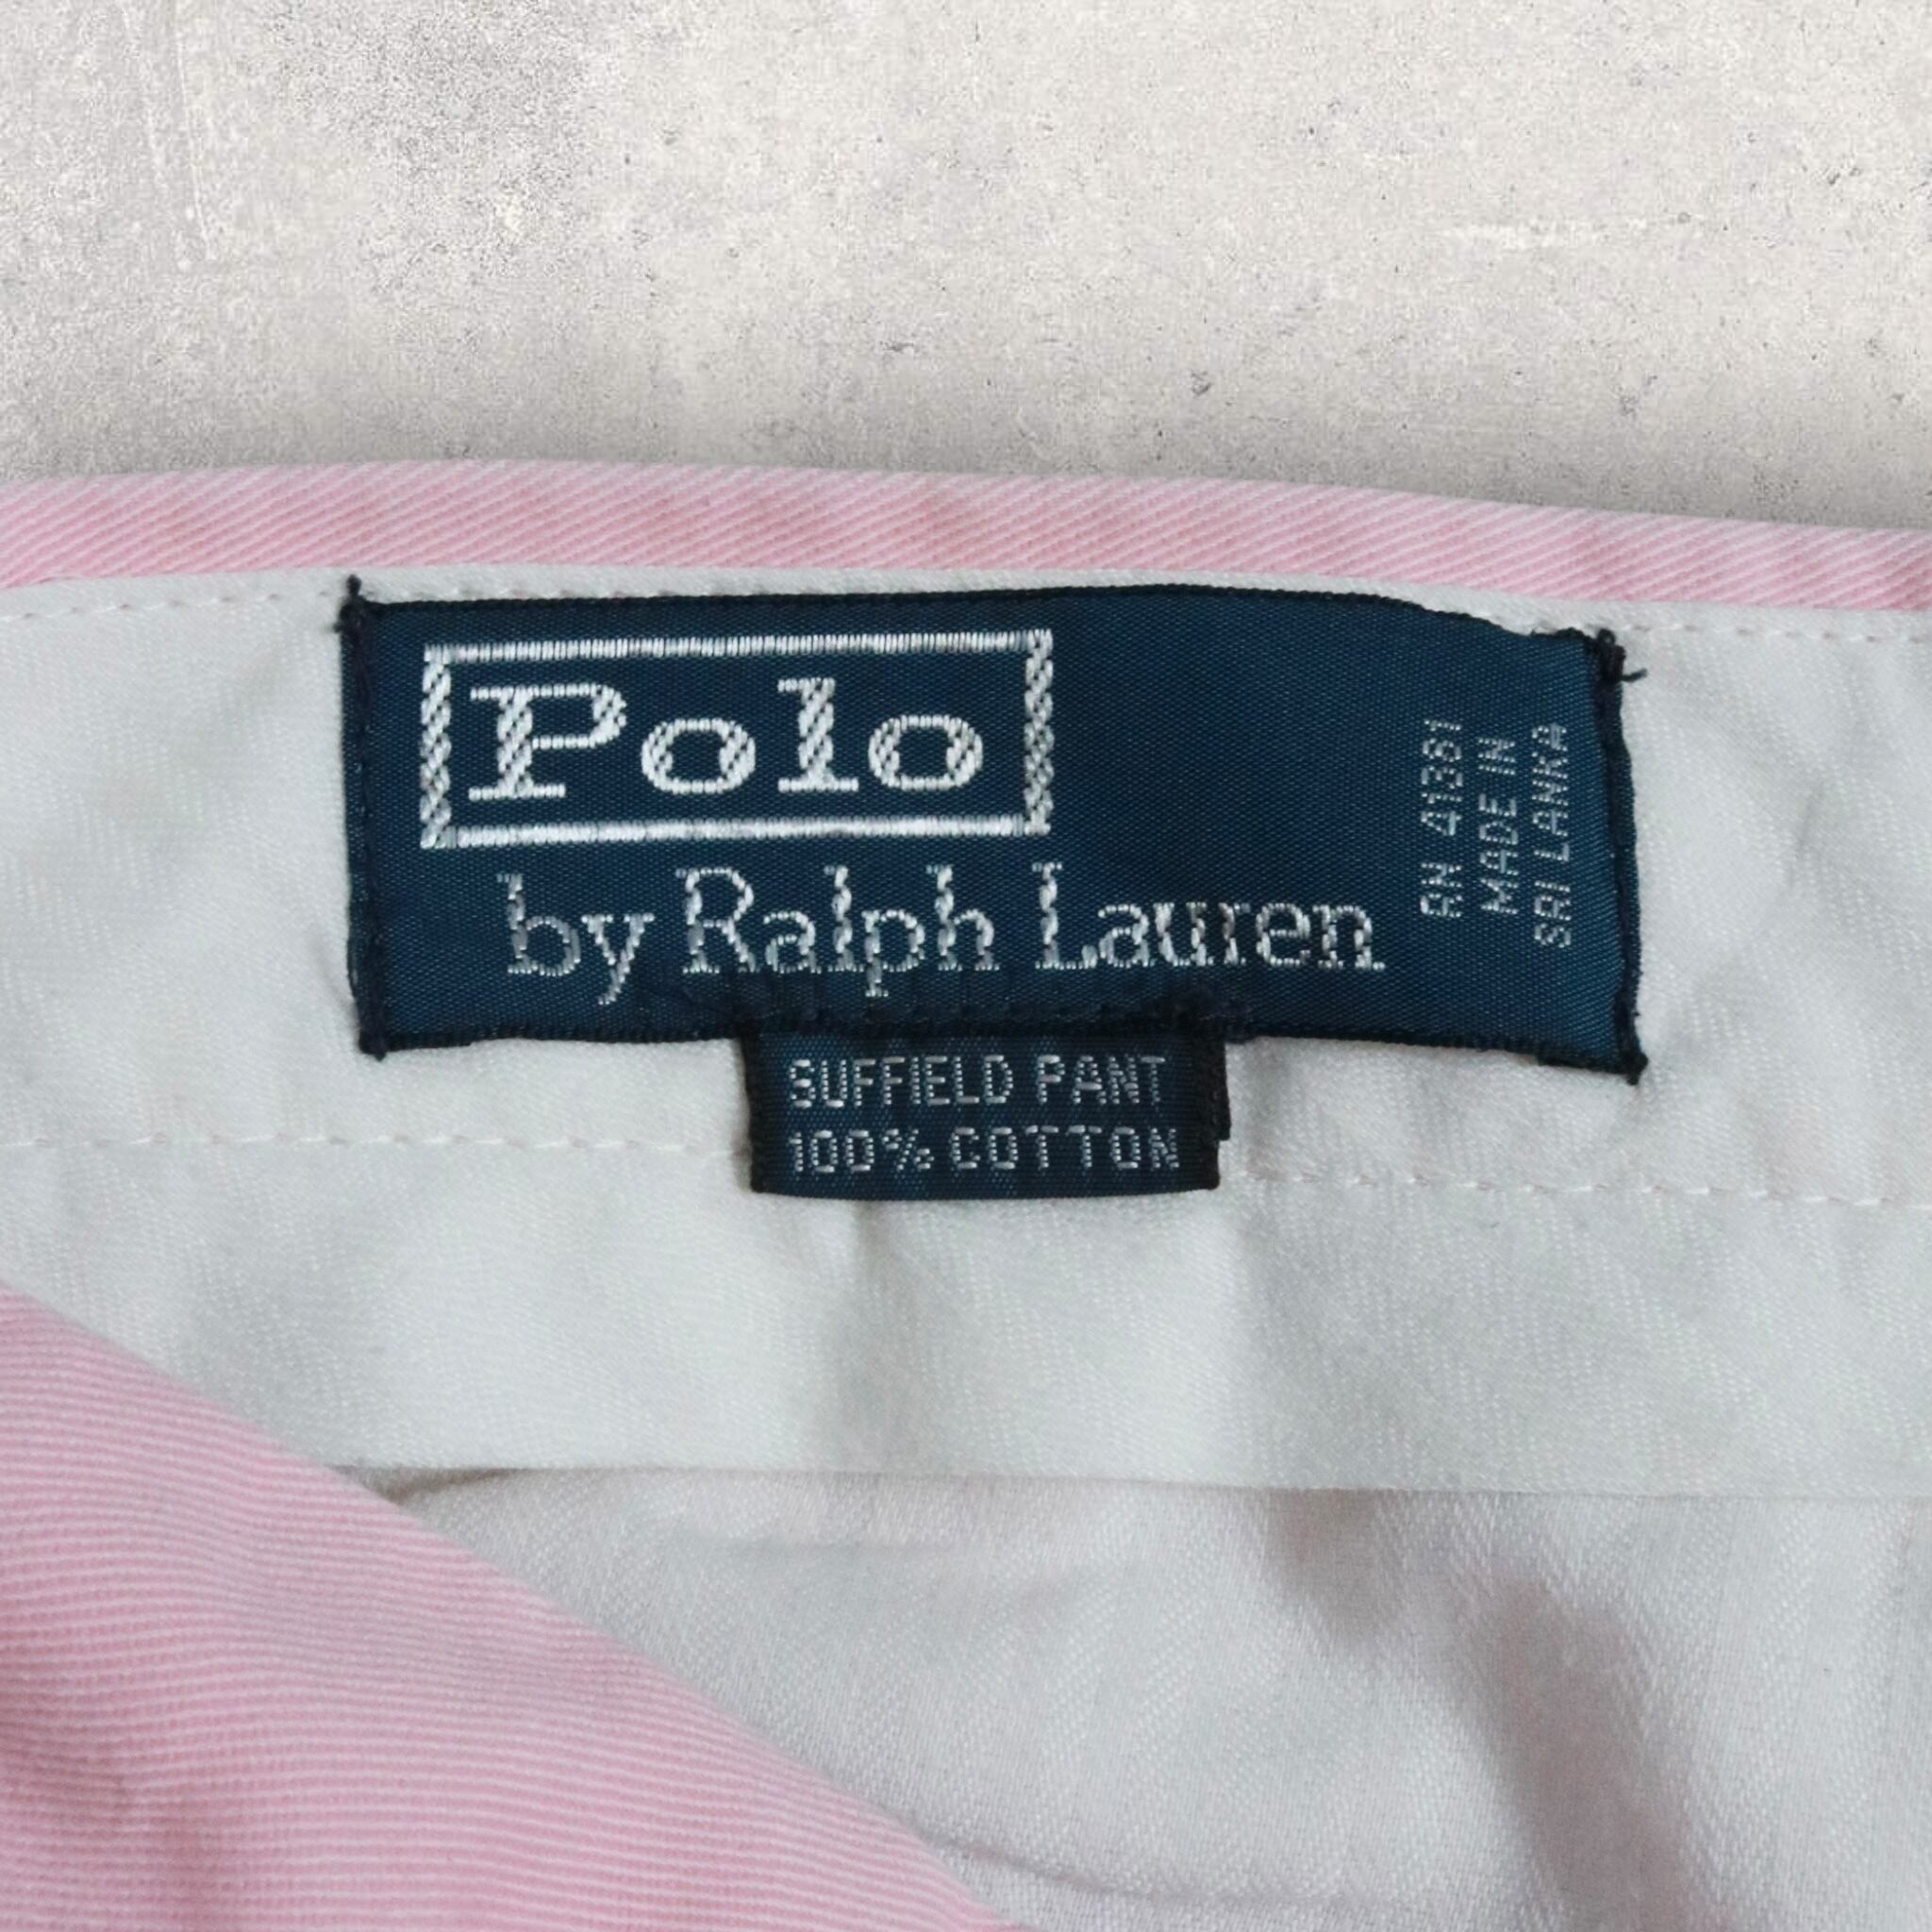 Polo
by Ralph Lauren
RN 41381
MADE IN
SRI LANKA
SUFFIELD PANT
100% COTTON